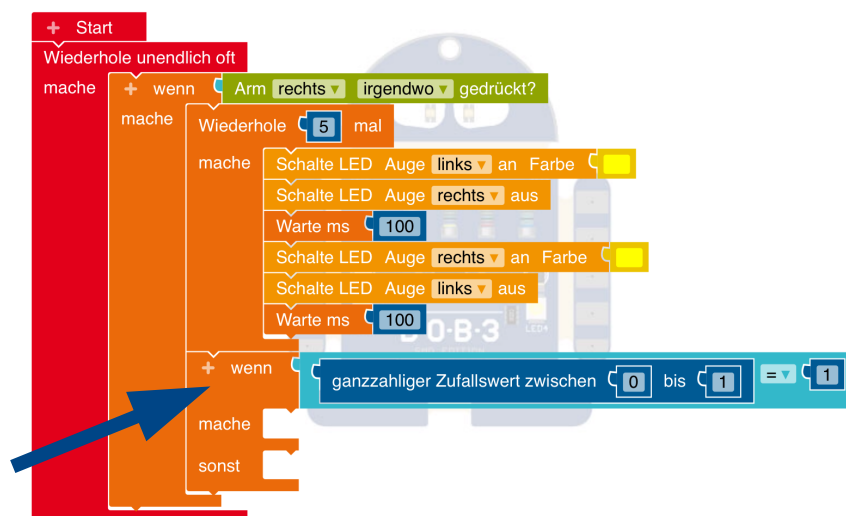 + Start
Wiederhole unendlich oft
mache + wenn Arm rechts irgendwo gedrückt?
mache Wiederhole 5 mal
mache Schalte LED Auge links an Farbe
Schalte LED Auge rechts aus
Warte ms 100
Schalte LED Auge rechts an Farbe
Schalte LED Auge links aus
Warte ms 100
B·O·B·3
LED4
+ wenn ganzzahliger Zufallswert zwischen 0 bis 1 = 1
mache
sonst